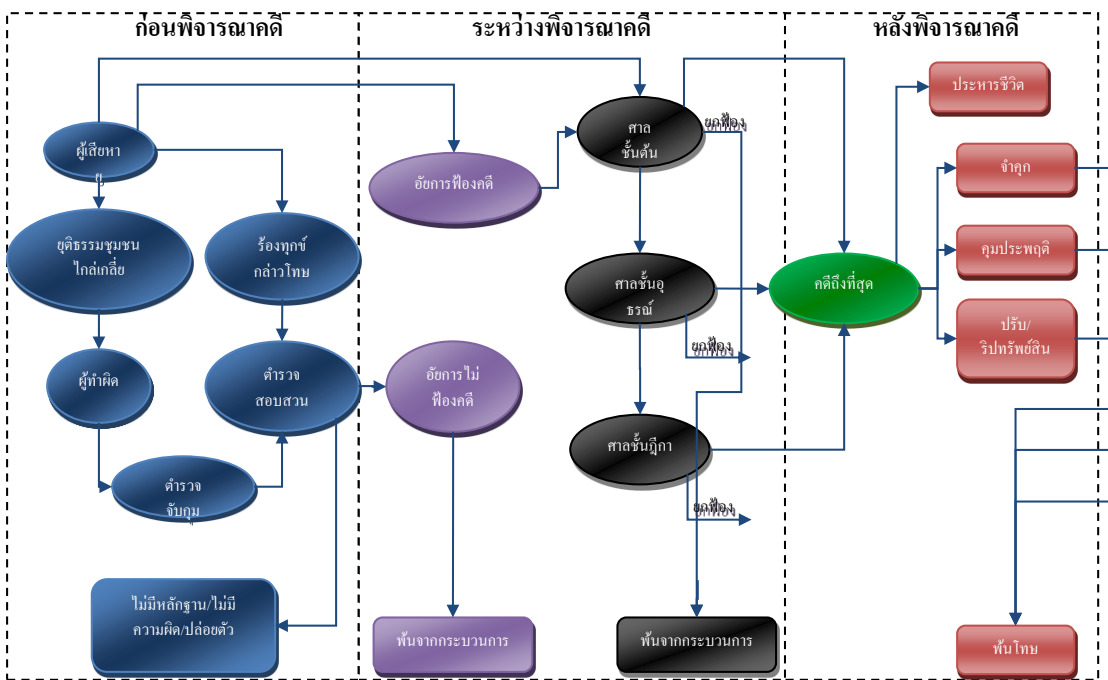 ก่อนพิจารณาคดี
ระหว่างพิจารณาคดี
หลังพิจารณาคดี
ผู้เสียหา
ย
ยุติธรรมชุมชน
ไกล่เกลี่ย
ร้องทุกข์
กล่าวโทษ
ผู้ทำผิด
ตำรวจ
สอบสวน
ตำรวจ
จับกุม
ไม่มีหลักฐาน/ไม่มี
ความผิด/ปล่อยตัว
อัยการฟ้องคดี
อัยการไม่
ฟ้องคดี
พ้นจากกระบวนการ
ศาล
ชั้นต้น
ยกฟ้อง
ศาลชั้นอุ
ธรณ์
ยกฟ้อง
ศาลชั้นฎีกา
ยกฟ้อง
พ้นจากกระบวนการ
คดีถึงที่สุด
ประหารชีวิต
จำคุก
คุมประพฤติ
ปรับ/
ริปทรัพย์สิน
พ้นโทษ